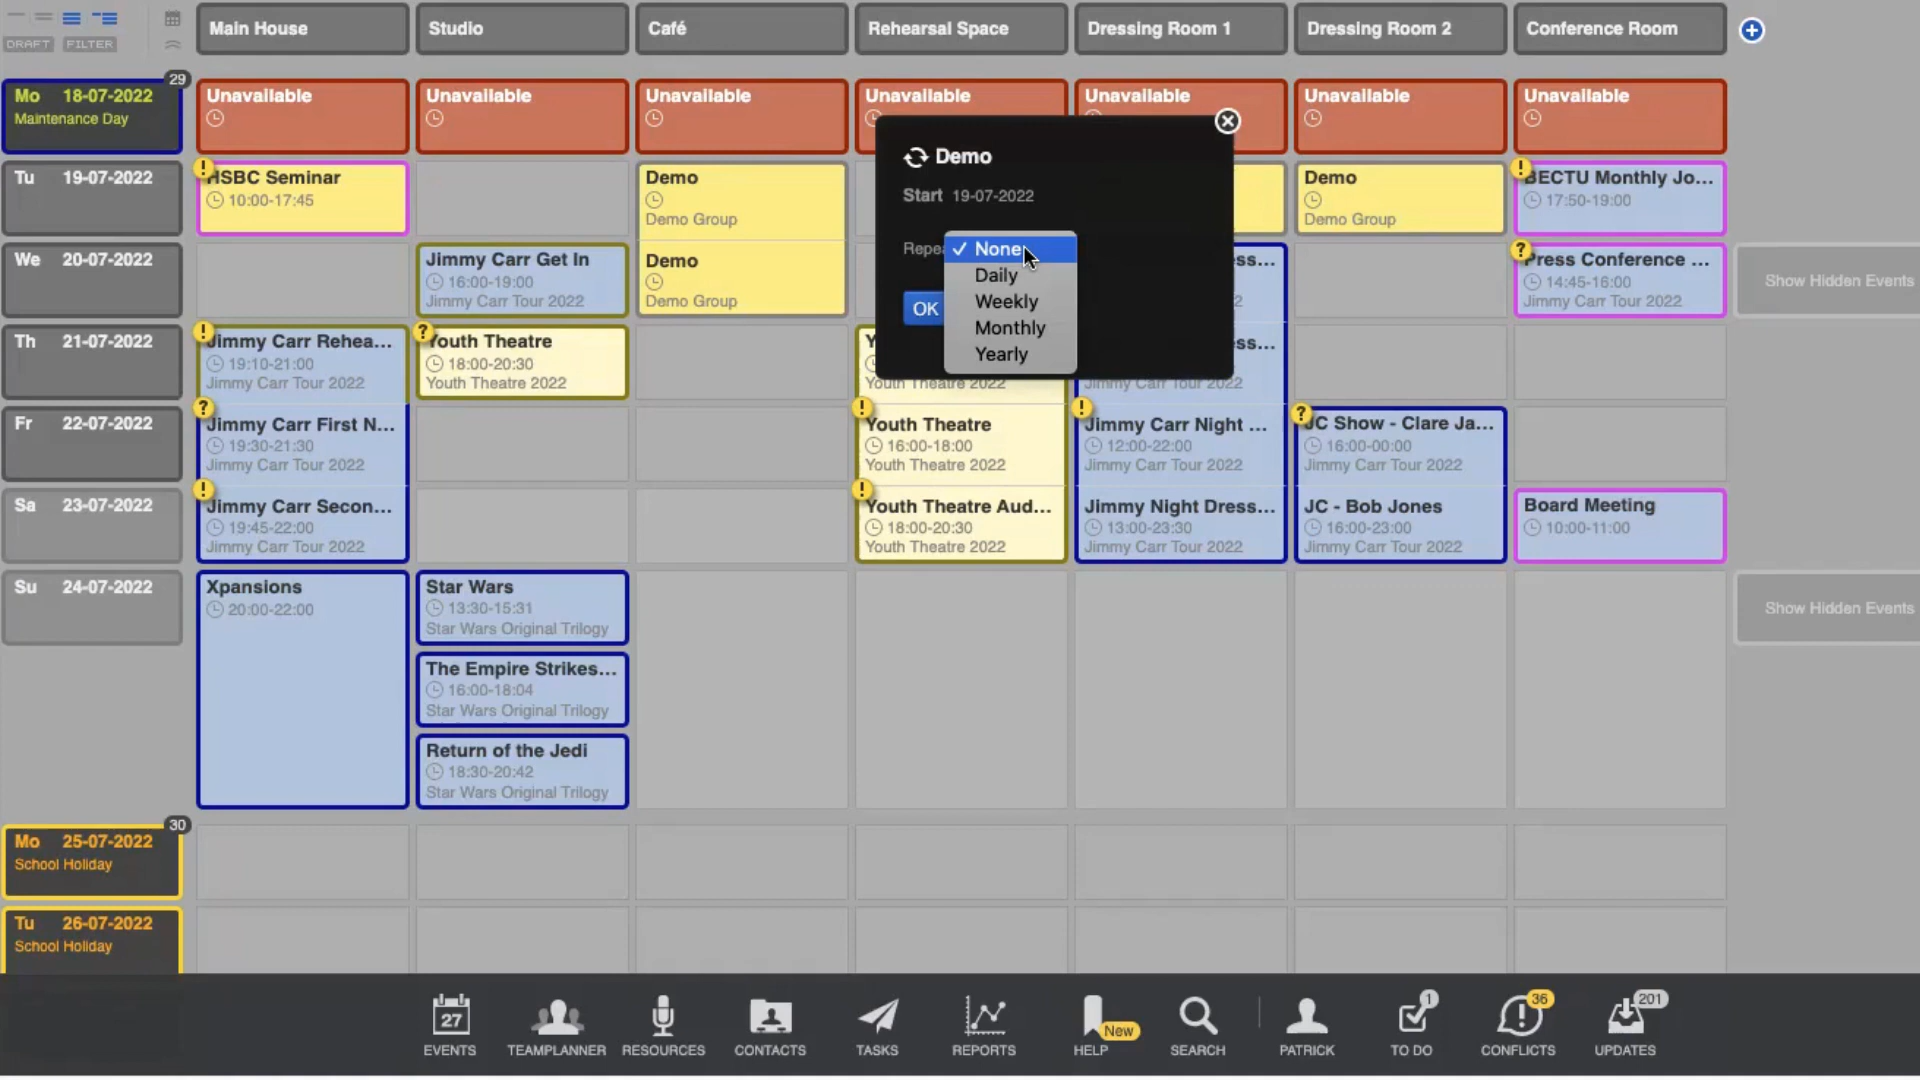 DRAFT
FILTER
Main House
Studio
Café
Rehearsal Space
Dressing Room 1
Dressing Room 2
Conference Room
29
Mo 18-07-2022
Maintenance Day
Unavailable
Unavailable
Unavailable
Unavailable
Unavailable
Unavailable
Unavailable
Tu 19-07-2022
HSBC Seminar
10:00-17:45
Demo
Demo Group
Demo
Demo Group
BECTU Monthly Jo...
17:50-19:00
Demo
Start 19-07-2022
Repea
None
Daily
Weekly
Monthly
Yearly
OK
We 20-07-2022
Jimmy Carr Get In
16:00-19:00
Jimmy Carr Tour 2022
Demo
Demo Group
ss...
Press Conference ...
14:45-16:00
Jimmy Carr Tour 2022
Show Hidden Events
Th 21-07-2022
Jimmy Carr Rehea...
19:10-21:00
Jimmy Carr Tour 2022
Youth Theatre
18:00-20:30
Youth Theatre 2022
Y
Youth Theatre 2022
ss...
Jimmy Carr Tour 2022
Fr 22-07-2022
Jimmy Carr First N...
19:30-21:30
Jimmy Carr Tour 2022
Youth Theatre
16:00-18:00
Youth Theatre 2022
Jimmy Carr Night ...
12:00-22:00
Jimmy Carr Tour 2022
JC Show - Clare Ja...
16:00-00:00
Jimmy Carr Tour 2022
Sa 23-07-2022
Jimmy Carr Secon...
19:45-22:00
Jimmy Carr Tour 2022
Youth Theatre Aud...
18:00-20:30
Youth Theatre 2022
Jimmy Night Dress...
13:00-23:30
Jimmy Carr Tour 2022
JC - Bob Jones
16:00-23:00
Jimmy Carr Tour 2022
Board Meeting
10:00-11:00
Su 24-07-2022
Xpansions
20:00-22:00
Star Wars
13:30-15:31
Star Wars Original Trilogy
The Empire Strikes...
16:00-18:04
Star Wars Original Trilogy
Return of the Jedi
18:30-20:42
Star Wars Original Trilogy
Show Hidden Events
30
Mo 25-07-2022
School Holiday
Tu 26-07-2022
School Holiday
27
EVENTS
TEAMPLANNER
RESOURCES
CONTACTS
TASKS
REPORTS
New
HELP
SEARCH
PATRICK
1
TO DO
36
CONFLICTS
201
UPDATES